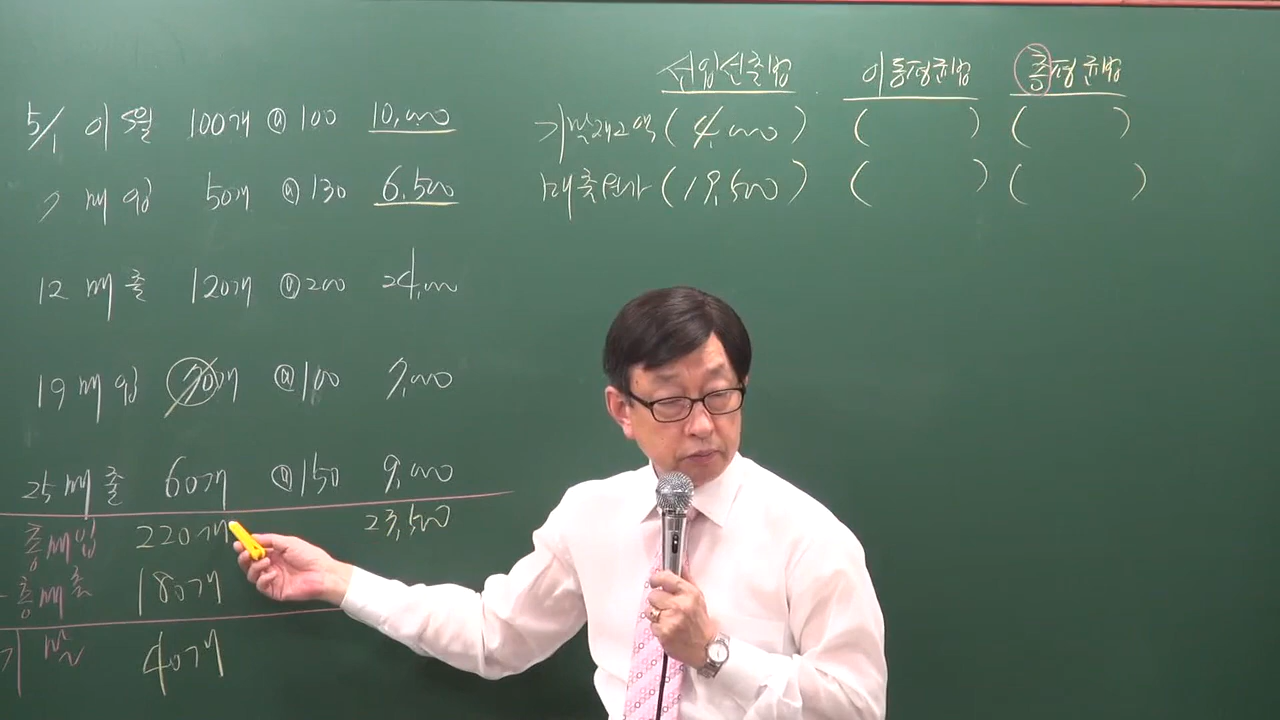 5/1 이월 100개 @100 10,000
7 매입 50개 @130 6,500
12 매출 120개 @200 24,000
19 매입 70개 @100 7,000
25 매출 60개 @150 9,000
총매입 220개 23,500
총매출 180개
기말 40개
선입선출법 이동평균법 총평균법
기말재고액 (4,000) ( ) ( )
매출원가 (19,500) ( ) ( )